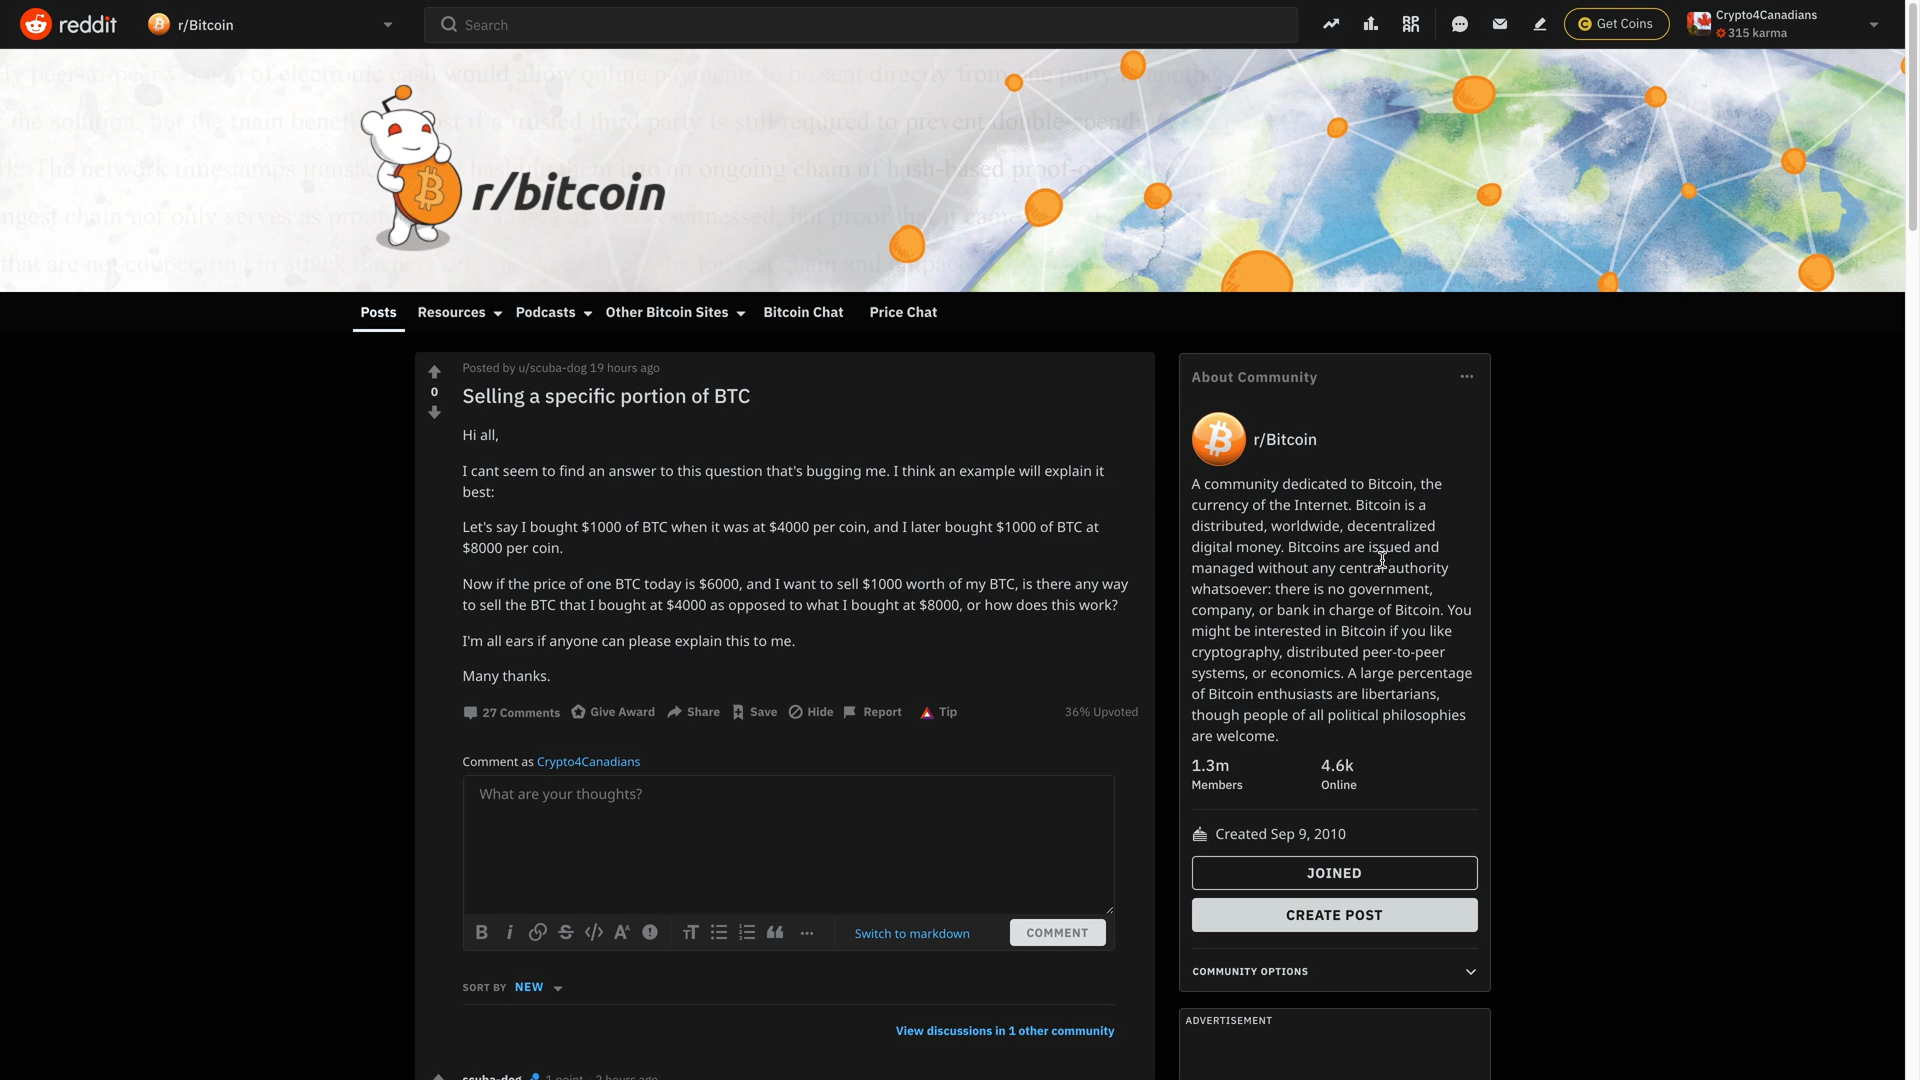 reddit
r/Bitcoin
Search
RPAN
Get Coins
Crypto4Canadians
315 karma
r/bitcoin
Posts
Resources
Podcasts
Other Bitcoin Sites
Bitcoin Chat
Price Chat
Posted by u/scuba-dog 19 hours ago
0
Selling a specific portion of BTC
Hi all,
I cant seem to find an answer to this question that's bugging me. I think an example will explain it
best:
Let's say I bought $1000 of BTC when it was at $4000 per coin, and I later bought $1000 of BTC at
$8000 per coin.
Now if the price of one BTC today is $6000, and I want to sell $1000 worth of my BTC, is there any way
to sell the BTC that I bought at $4000 as opposed to what I bought at $8000, or how does this work?
I'm all ears if anyone can please explain this to me.
Many thanks.
27 Comments Give Award Share Save Hide Report Tip
36% Upvoted
Comment as Crypto4Canadians
What are your thoughts?
Switch to markdown
COMMENT
SORT BY NEW
View discussions in 1 other community
scuba-dog 1 point · 2 hours ago
About Community
r/Bitcoin
A community dedicated to Bitcoin, the
currency of the Internet. Bitcoin is a
distributed, worldwide, decentralized
digital money. Bitcoins are issued and
managed without any central authority
whatsoever: there is no government,
company, or bank in charge of Bitcoin. You
might be interested in Bitcoin if you like
cryptography, distributed peer-to-peer
systems, or economics. A large percentage
of Bitcoin enthusiasts are libertarians,
though people of all political philosophies
are welcome.
1.3m
Members
4.6k
Online
Created Sep 9, 2010
JOINED
CREATE POST
COMMUNITY OPTIONS
ADVERTISEMENT